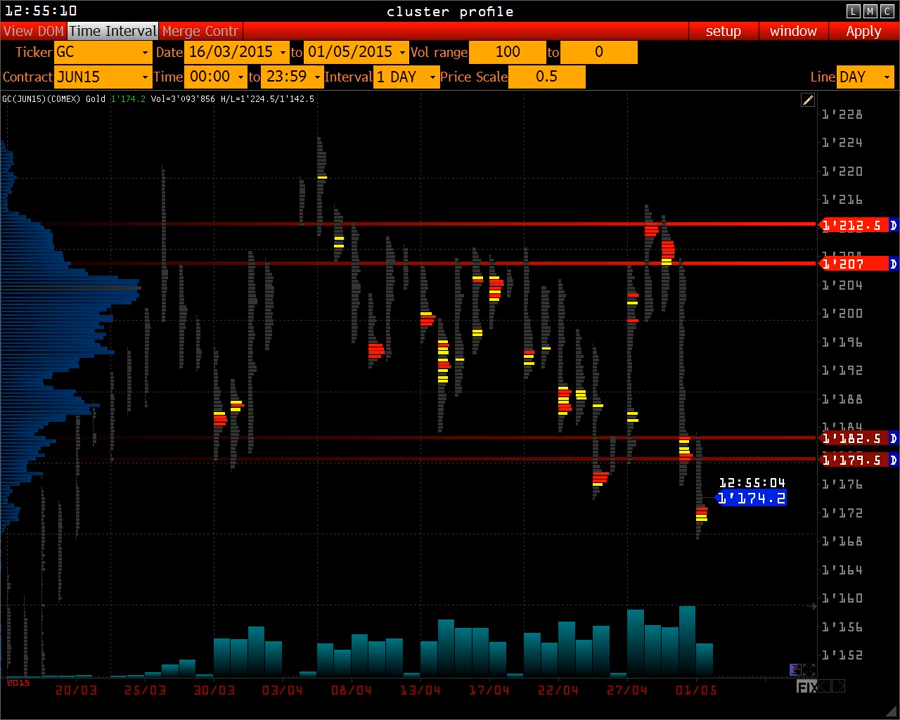 12:55:10 cluster profile L M C
View DOM Time Interval Merge Contr setup window Apply
Ticker GC Date 16/03/2015 to 01/05/2015 Vol range 100 to 0
Contract JUN15 Time 00:00 to 23:59 Interval 1 DAY Price Scale 0.5 Line DAY
GC(JUN15)(COMEX) Gold 1'174.2 Vol=3'093'856 H/L=1'224.5/1'142.5
1'228
1'224
1'220
1'216
1'212.5 D
1'207 D
1'204
1'200
1'196
1'192
1'188
1'184
1'182.5 D
1'179.5 D
1'176
12:55:04
1'174.2
1'172
1'168
1'164
1'160
1'156
1'152
2015
20/03 25/03 30/03 03/04 08/04 13/04 17/04 22/04 27/04 01/05
FIX